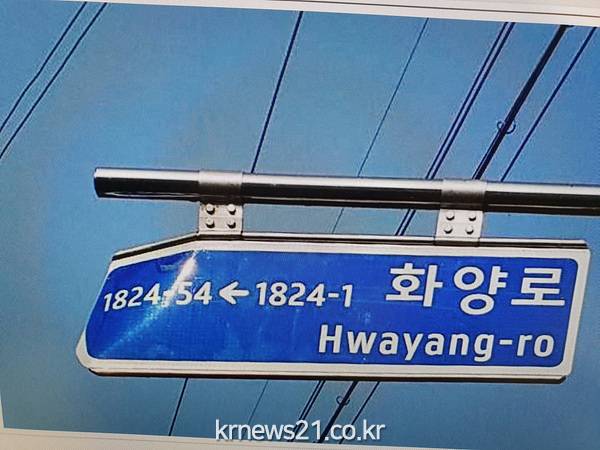 1824-54 ← 1824-1 화양로
Hwayang-ro
krnews21.co.kr